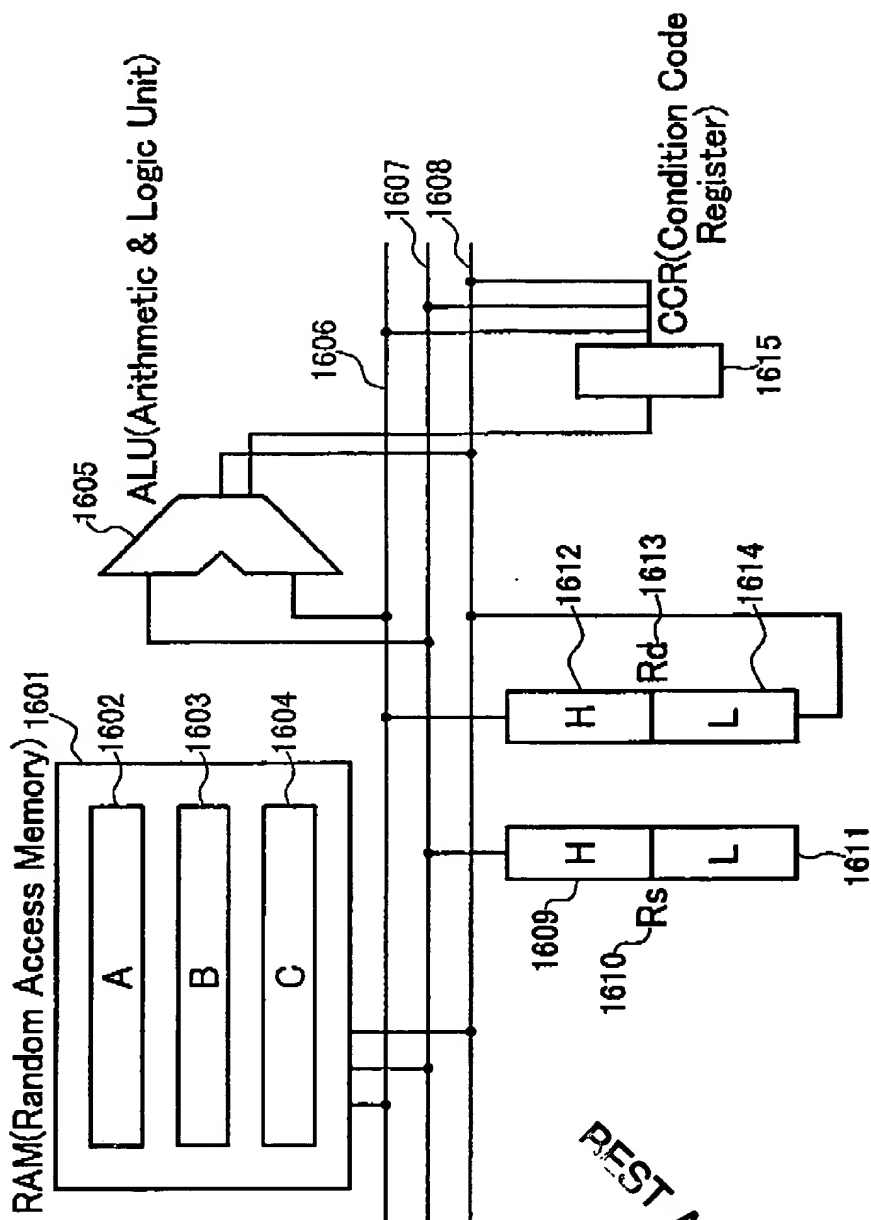 RAM(Random Access Memory)
1601
A
1602
B
1603
C
1604
1605
ALU(Arithmetic & Logic Unit)
1606
1607
1608
1609
H
1610
Rs
L
1611
H
1612
Rd
1613
L
1614
1615
CCR(Condition Code
Register)
BEST